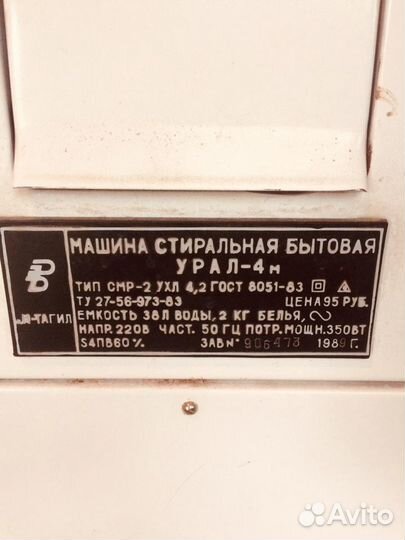 МАШИНА СТИРАЛЬНАЯ БЫТОВАЯ
УРАЛ-4м
ТИП СМР-2 УХЛ 4,2 ГОСТ 8051-83
ТУ 27-56-973-83 ЦЕНА 95 РУБ.
Н-ТАГИЛ
ЕМКОСТЬ 38Л ВОДЫ, 2 КГ БЕЛЬЯ,
НАПР. 220В ЧАСТ. 50 ГЦ ПОТР. МОЩН. 350ВТ
S4ПВ60% ЗАВ№ 906473 1989 Г.
Avito